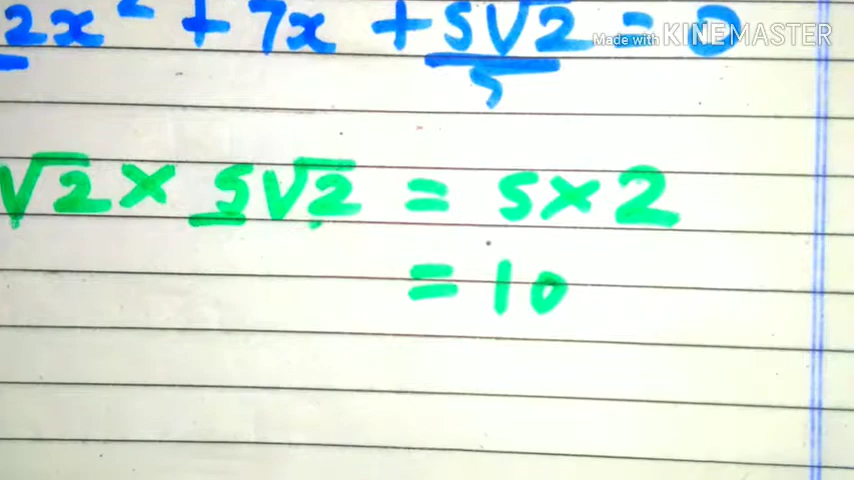 2x² + 7x + 5√2 = 0
Made with KINEMASTER
√2 × 5√2 = 5×2
= 10